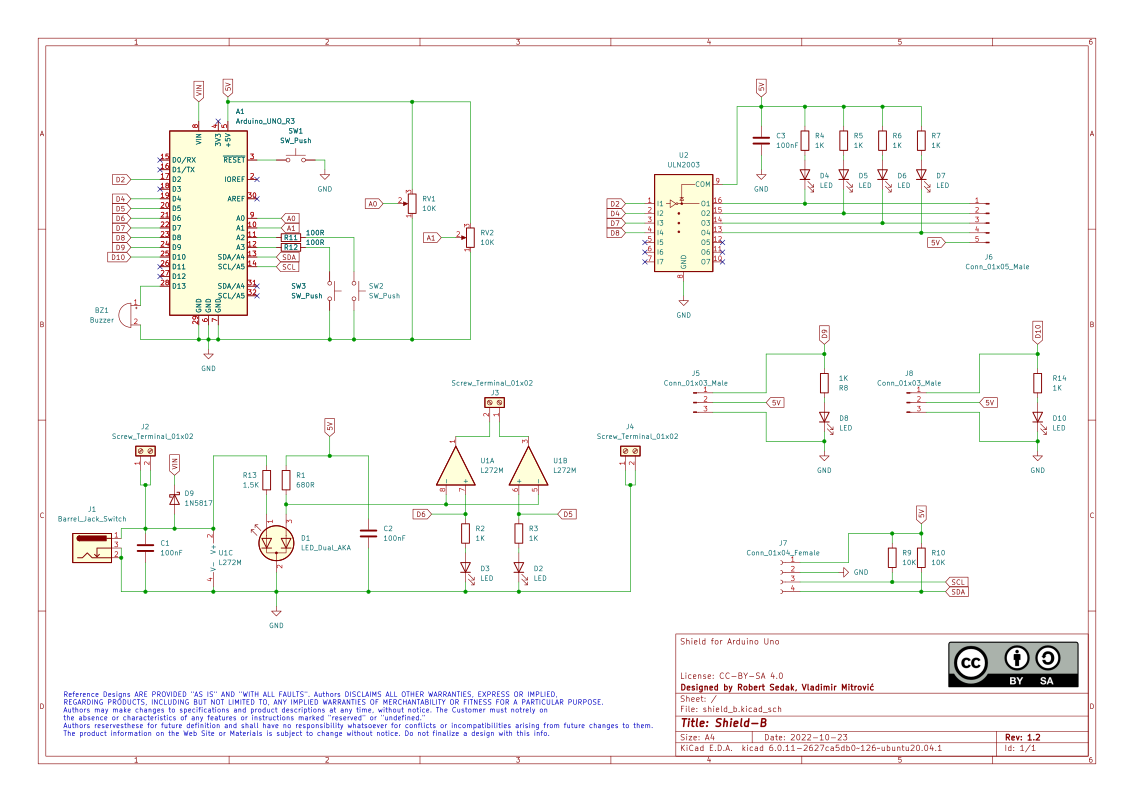 1 2 3 4 5 6
A
B
C
D
VIN
5V
A1
Arduino_UNO_R3
VIN
3V3
+5V
8
4
5
15 D0/RX
16 D1/TX
D2 17 D2
18 D3
D4 19 D4
D5 20 D5
D6 21 D6
D7 22 D7
D8 23 D8
D9 24 D9
D10 25 D10
26 D11
27 D12
28 D13
RESET 3
IOREF 2
AREF 30
A0 9 A0
A1 10 A1
A2 11 R11 100R
A3 12 R12 100R
SDA/A4 13 SDA
SCL/A5 14 SCL
SDA/A4 31
SCL/A5 32
GND
GND
GND
29
6
7
GND
SW1
SW_Push
GND
BZ1
Buzzer
1
2
SW3
SW_Push
SW2
SW_Push
A0
2
3
1
RV1
10K
A1
2
3
1
RV2
10K
5V
C3
100nF
GND
R4
1K
R5
1K
R6
1K
R7
1K
D4
LED
D5
LED
D6
LED
D7
LED
U2
ULN2003
COM 9
D2 1 I1 O1 16
D4 2 I2 O2 15
D7 3 I3 O3 14
D8 4 I4 O4 13
5 I5 O5 12
6 I6 O6 11
7 I7 O7 10
GND
8
GND
1
2
3
4
5V 5
J6
Conn_01x05_Male
J5
Conn_01x03_Male
1
2
3
5V
D9
1K
R8
D8
LED
GND
J8
Conn_01x03_Male
1
2
3
5V
D10
R14
1K
D10
LED
GND
J2
Screw_Terminal_01x02
1
2
VIN
D9
1N5817
J1
Barrel_Jack_Switch
1
3
2
C1
100nF
2
V+
V-
4
U1C
L272M
5V
R13
1.5K
R1
680R
1
3
2
D1
LED_Dual_AKA
GND
C2
100nF
Screw_Terminal_01x02
J3
2
1
1
U1A
L272M
8
7
-
+
3
U1B
L272M
6
5
+
-
D6
D5
R2
1K
R3
1K
D3
LED
D2
LED
J4
Screw_Terminal_01x02
1
2
J7
Conn_01x04_Female
1
2
3
4
GND
5V
R9
10K
R10
10K
SCL
SDA
Reference Designs ARE PROVIDED "AS IS" AND "WITH ALL FAULTS". Authors DISCLAIMS ALL OTHER WARRANTIES, EXPRESS OR IMPLIED,
REGARDING PRODUCTS, INCLUDING BUT NOT LIMITED TO, ANY IMPLIED WARRANTIES OF MERCHANTABILITY OR FITNESS FOR A PARTICULAR PURPOSE.
Authors may make changes to specifications and product descriptions at any time, without notice. The Customer must notrely on
the absence or characteristics of any features or instructions marked "reserved" or "undefined."
Authors reservesthese for future definition and shall have no responsibility whatsoever for conflicts or incompatibilities arising from future changes to them.
The product information on the Web Site or Materials is subject to change without notice. Do not finalize a design with this info.
Shield for Arduino Uno
License: CC-BY-SA 4.0
Designed by Robert Sedak, Vladimir Mitrović
CC
BY SA
Sheet: /
File: shield_b.kicad_sch
Title: Shield-B
Size: A4 Date: 2022-10-23 Rev: 1.2
KiCad E.D.A. kicad 6.0.11-2627ca5db0-126-ubuntu20.04.1 Id: 1/1
A
B
C
D
1 2 3 4 5 6